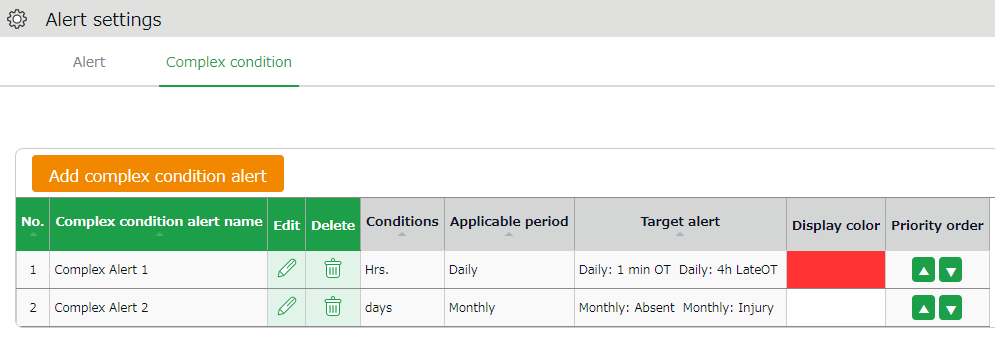 Alert settings
Alert Complex condition
Add complex condition alert
No. Complex condition alert name Edit Delete Conditions Applicable period Target alert Display color Priority order
1 Complex Alert 1 Hrs. Daily Daily: 1 min OT Daily: 4h LateOT
2 Complex Alert 2 days Monthly Monthly: Absent Monthly: Injury